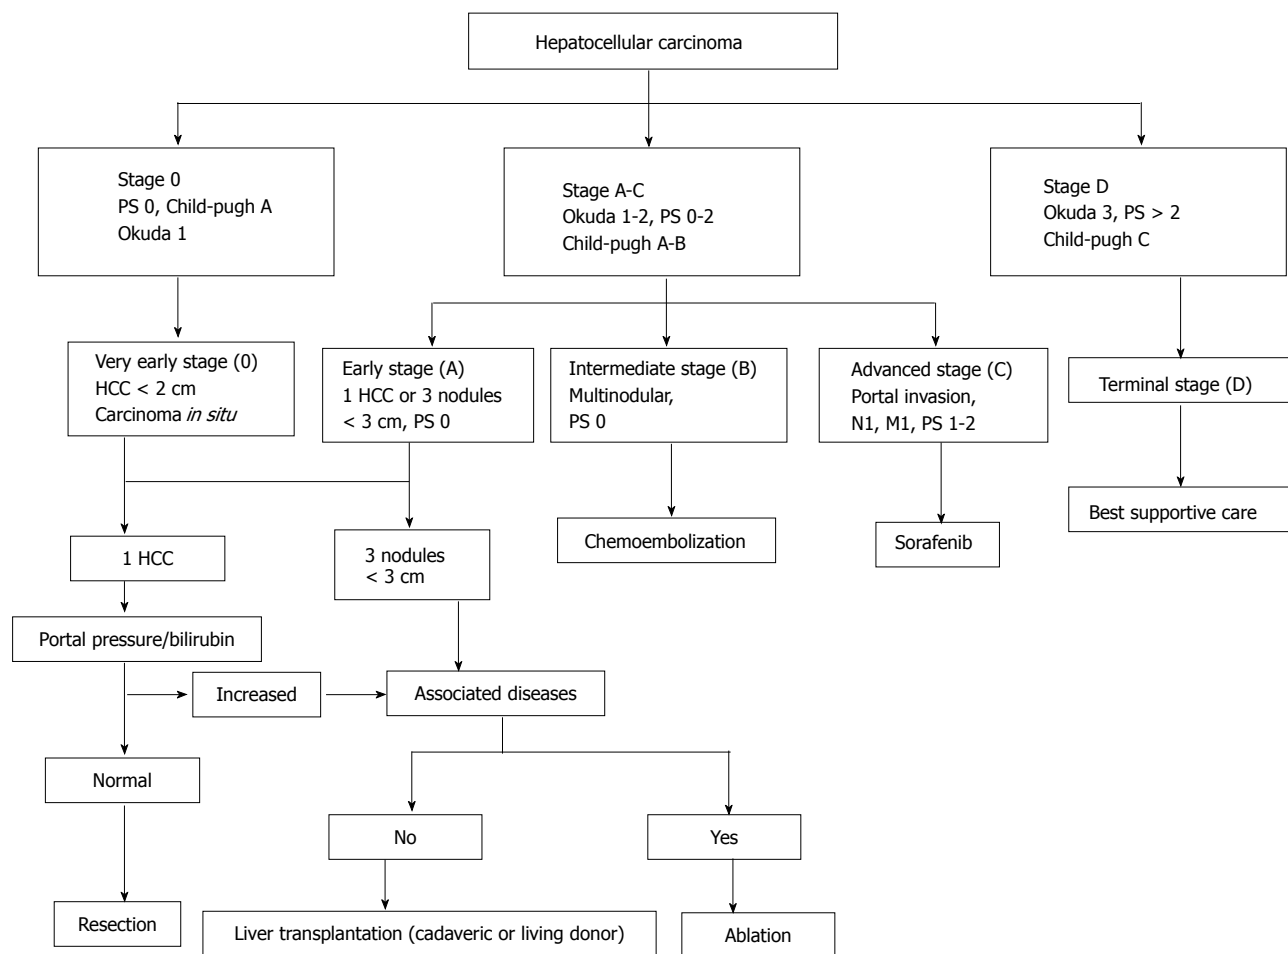 Hepatocellular carcinoma
Stage 0
PS 0, Child-pugh A
Okuda 1
Stage A-C
Okuda 1-2, PS 0-2
Child-pugh A-B
Stage D
Okuda 3, PS > 2
Child-pugh C
Very early stage (0)
HCC < 2 cm
Carcinoma in situ
Early stage (A)
1 HCC or 3 nodules
< 3 cm, PS 0
Intermediate stage (B)
Multinodular,
PS 0
Advanced stage (C)
Portal invasion,
N1, M1, PS 1-2
Terminal stage (D)
1 HCC
3 nodules
< 3 cm
Chemoembolization
Sorafenib
Best supportive care
Portal pressure/bilirubin
Increased
Associated diseases
Normal
No
Yes
Resection
Liver transplantation (cadaveric or living donor)
Ablation